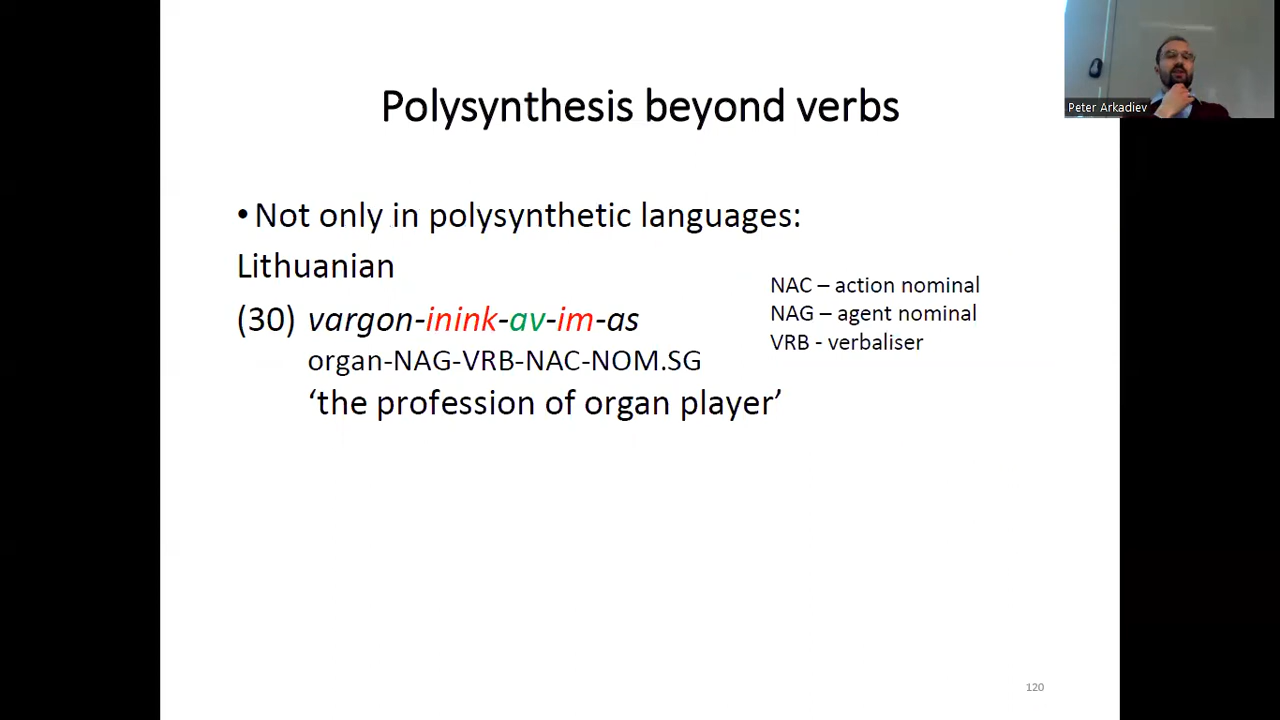 Polysynthesis beyond verbs
Peter Arkadiev
• Not only in polysynthetic languages:
Lithuanian
(30) vargon-inink-av-im-as
organ-NAG-VRB-NAC-NOM.SG
‘the profession of organ player’
NAC – action nominal
NAG – agent nominal
VRB - verbaliser
120